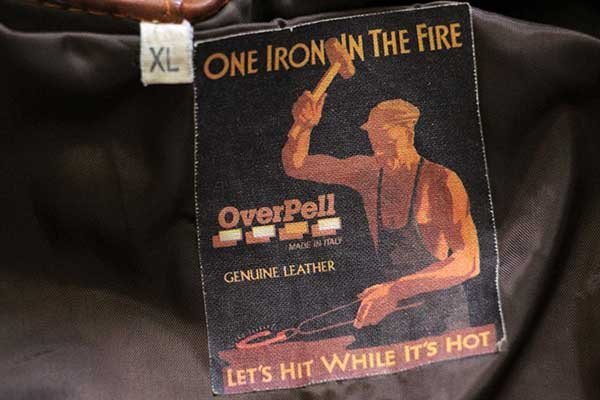 XL
ONE IRON IN THE FIRE
OverPell
MADE IN ITALY
GENUINE LEATHER
LET'S HIT WHILE IT'S HOT